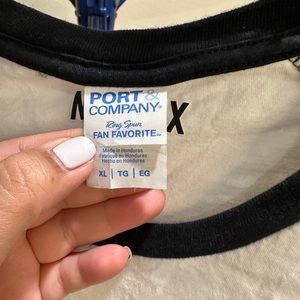 PORT &
COMPANY®
Ring Spun
FAN FAVORITE™
Made in Honduras
Fabriqué au Honduras
Hecho en Honduras
XL | TG | EG